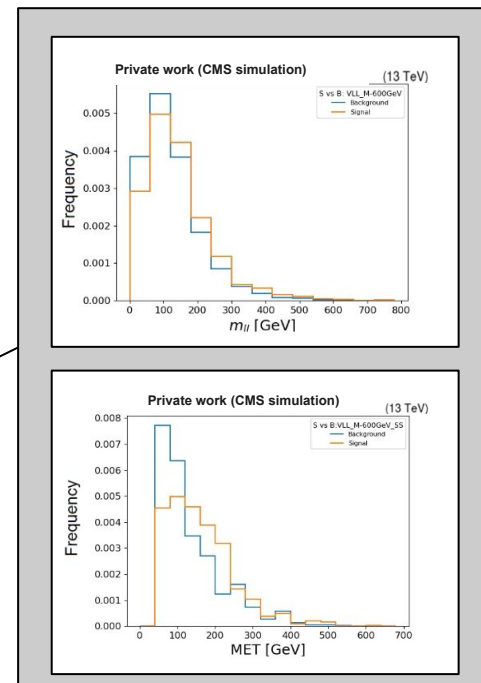 Private work (CMS simulation)
(13 TeV)
S vs B: VLL_M-600GeV
Background
Signal
Frequency
0.005
0.004
0.003
0.002
0.001
0.000
0 100 200 300 400 500 600 700 800
m_ll [GeV]
Private work (CMS simulation)
(13 TeV)
S vs B:VLL_M-600GeV_SS
Background
Signal
Frequency
0.008
0.007
0.006
0.005
0.004
0.003
0.002
0.001
0.000
0 100 200 300 400 500 600 700
MET [GeV]